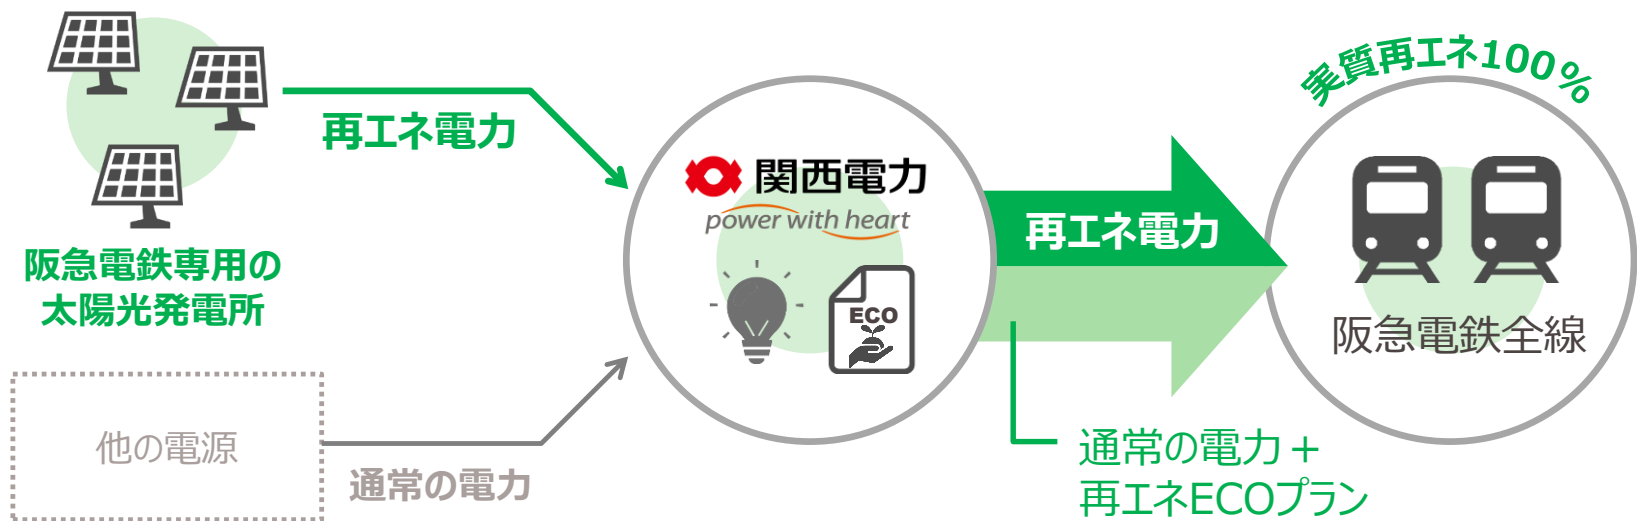 実質再エネ100%
再エネ電力
関西電力
power with heart
再エネ電力
ECO
阪急電鉄専用の
太陽光発電所
阪急電鉄全線
他の電源
通常の電力
通常の電力+
再エネECOプラン